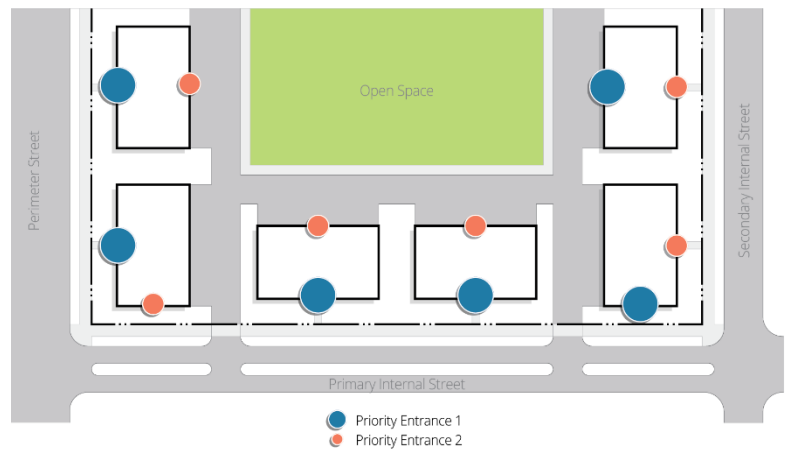 Open Space
Perimeter Street
Secondary Internal Street
Primary Internal Street
Priority Entrance 1
Priority Entrance 2